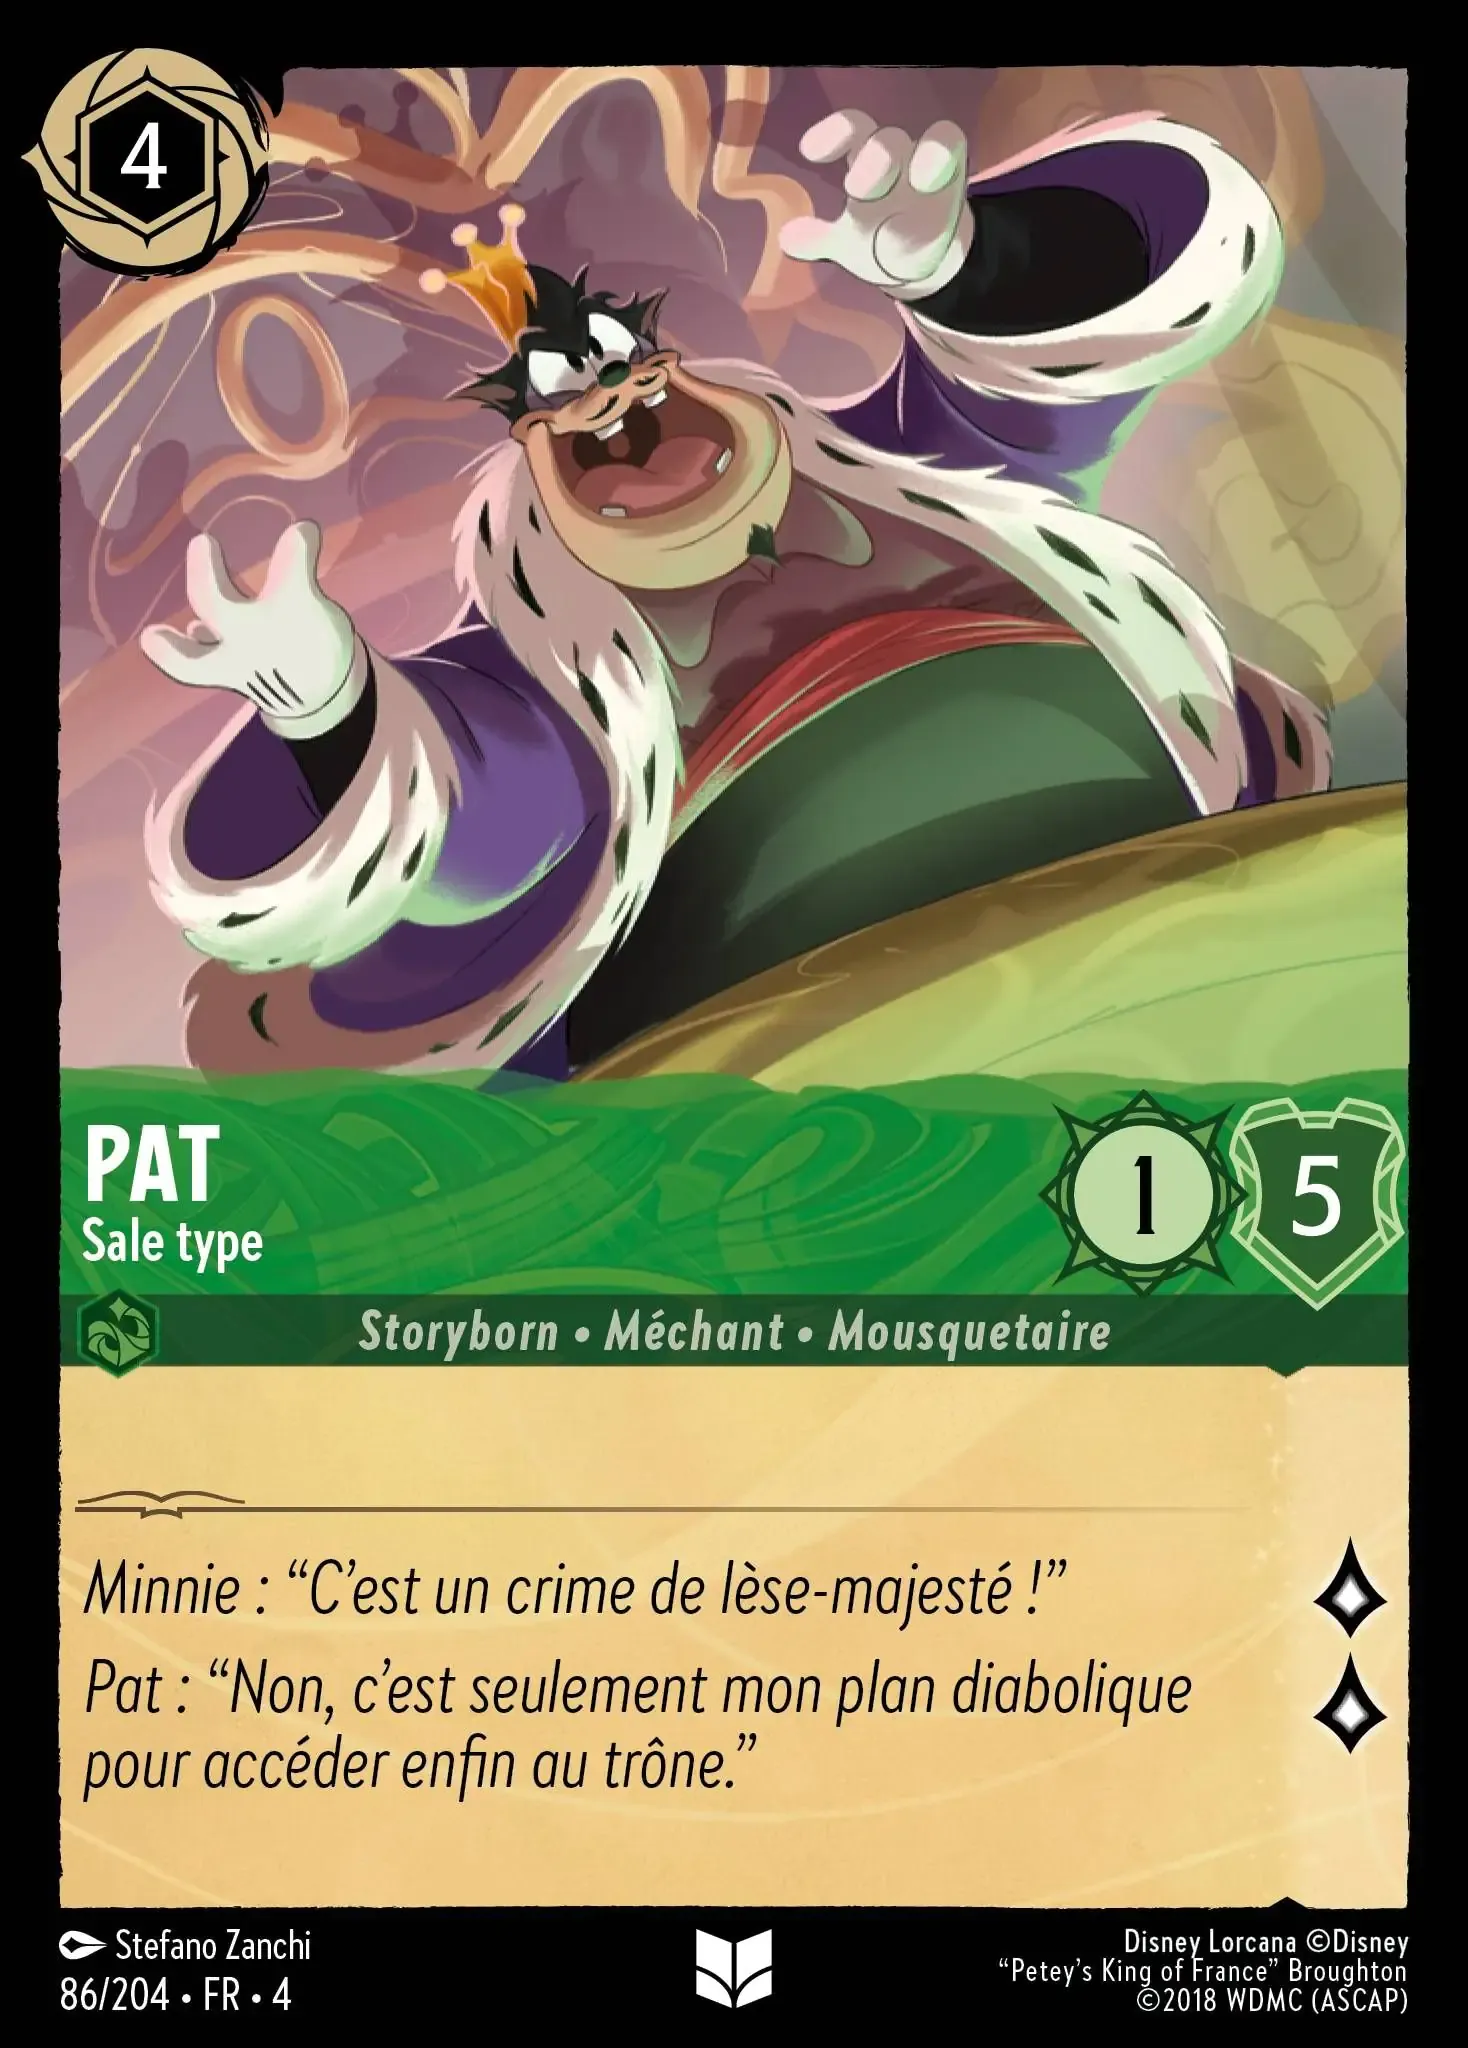 4
PAT
Sale type
1
5
Storyborn • Méchant • Mousquetaire
Minnie : “C’est un crime de lèse-majesté !”
Pat : “Non, c’est seulement mon plan diabolique
pour accéder enfin au trône.”
Stefano Zanchi
86/204 • FR • 4
Disney Lorcana ©Disney
“Petey’s King of France” Broughton
©2018 WDMC (ASCAP)